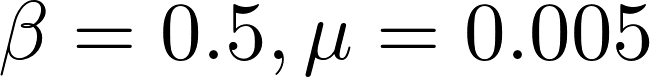 β = 0.5, μ = 0.005